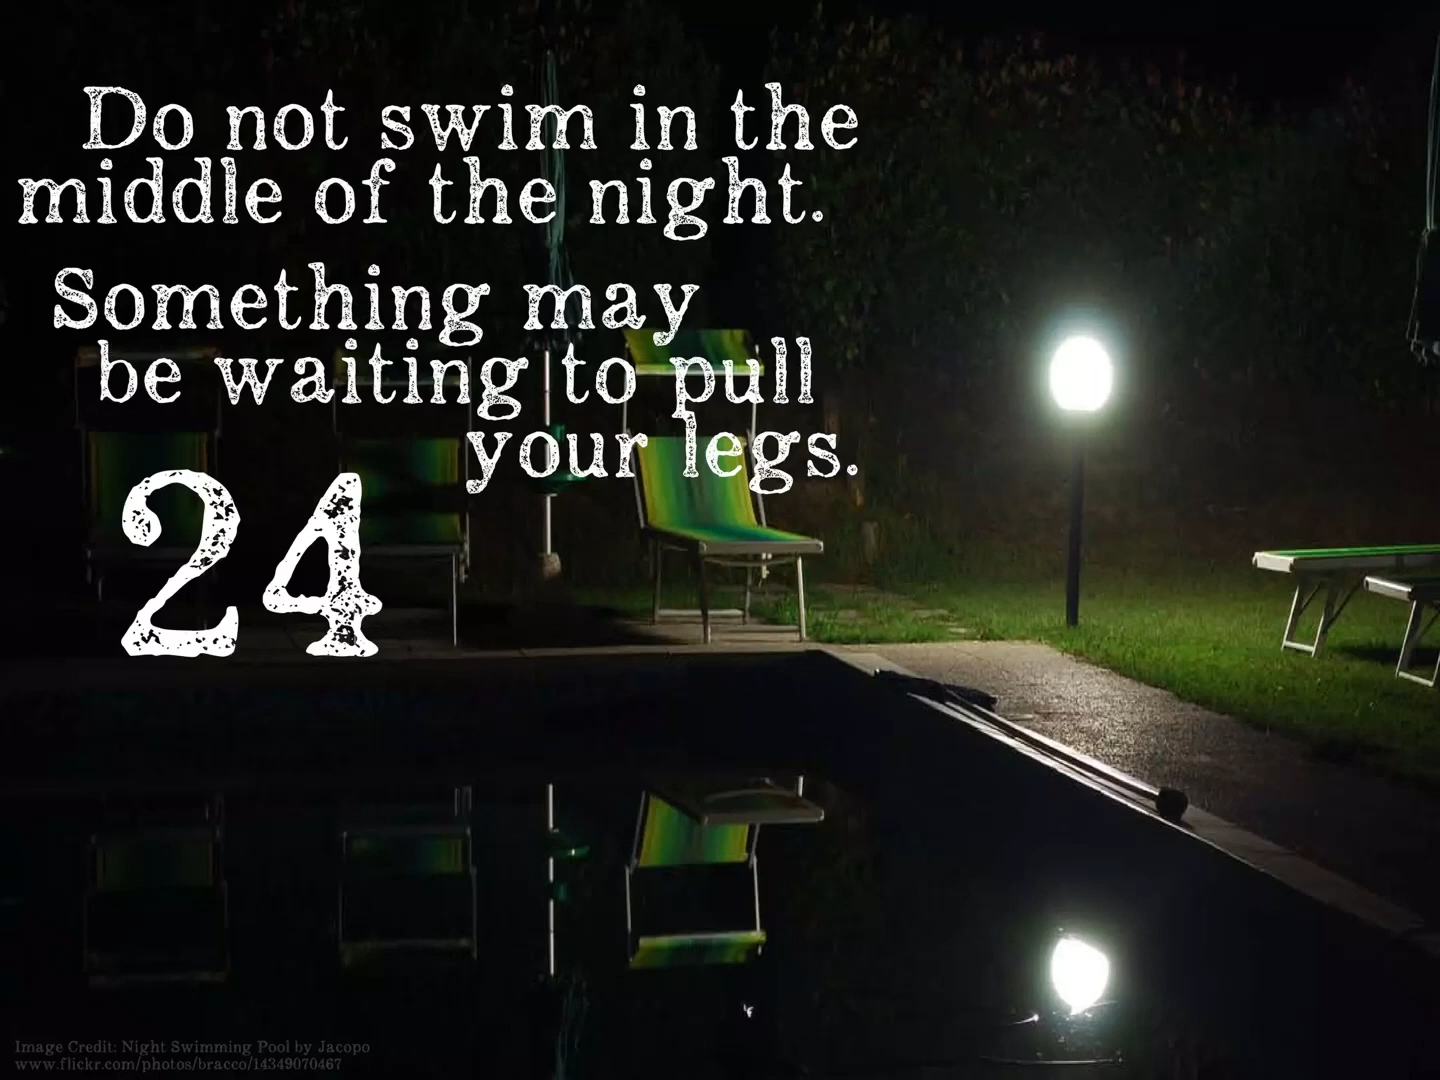 Do not swim in the
middle of the night.
Something may
be waiting to pull
your legs.
24
Image Credit: Night Swimming Pool by Jacopo
www.flickr.com/photos/bracco/14349070467